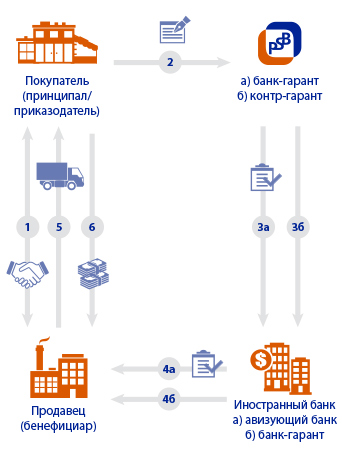 PSB
2
Покупатель
(принципал/
приказодатель)
а) банк-гарант
б) контр-гарант
1
5
6
3а
3б
$
4а
4б
Продавец
(бенефициар)
Иностранный банк
а) авизующий банк
б) банк-гарант